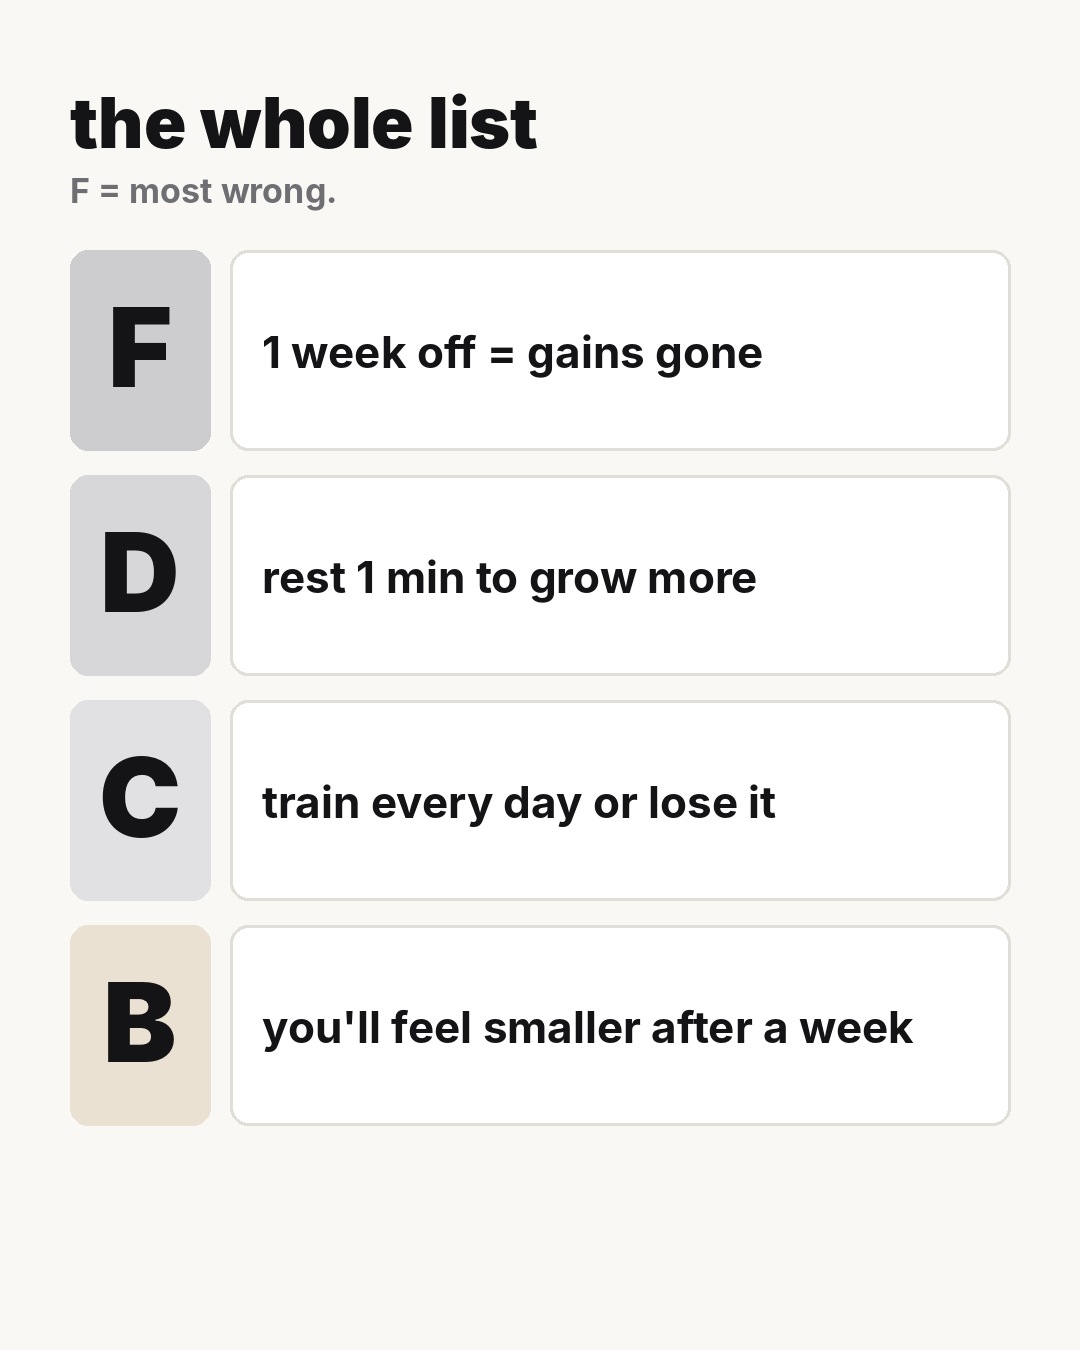 the whole list
F = most wrong.
F
1 week off = gains gone
D
rest 1 min to grow more
C
train every day or lose it
B
you'll feel smaller after a week